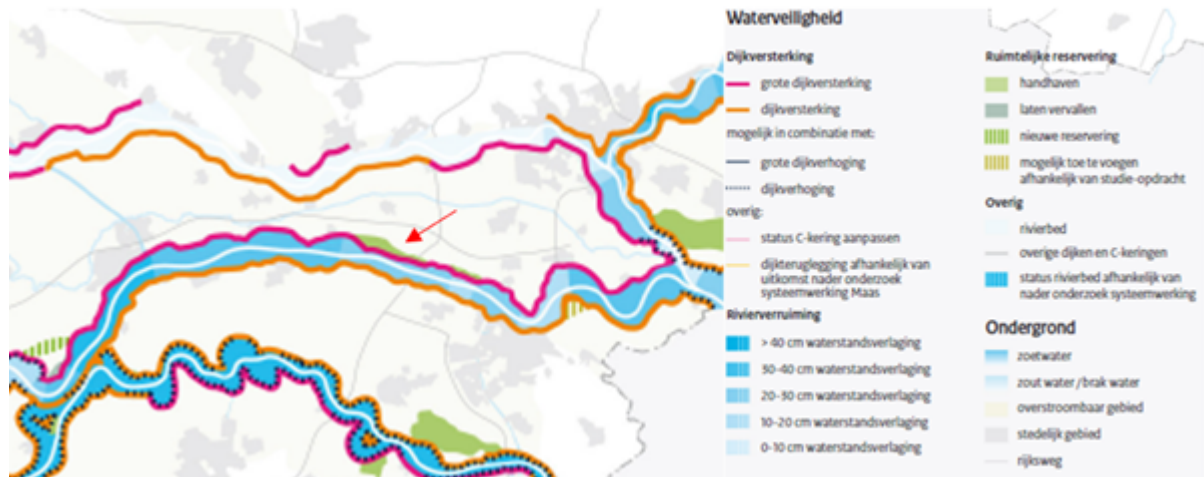 Waterveiligheid
Dijkversterking
grote dijkversterking
dijkversterking
mogelijk in combinatie met:
grote dijkverhoging
dijkverhoging
overig:
status C-kering aanpassen
dijkteruglegging afhankelijk van
uitkomst nader onderzoek
systeemwerking Maas
Rivierverruiming
> 40 cm waterstandsverlaging
30-40 cm waterstandsverlaging
20-30 cm waterstandsverlaging
10-20 cm waterstandsverlaging
0-10 cm waterstandsverlaging
Ruimtelijke reservering
handhaven
laten vervallen
nieuwe reservering
mogelijk toe te voegen
afhankelijk van studie-opdracht
Overig
rivierbed
overige dijken en C-keringen
status rivierbed afhankelijk van
nader onderzoek systeemwerking
Ondergrond
zoetwater
zout water / brak water
overstroombaar gebied
stedelijk gebied
rijksweg